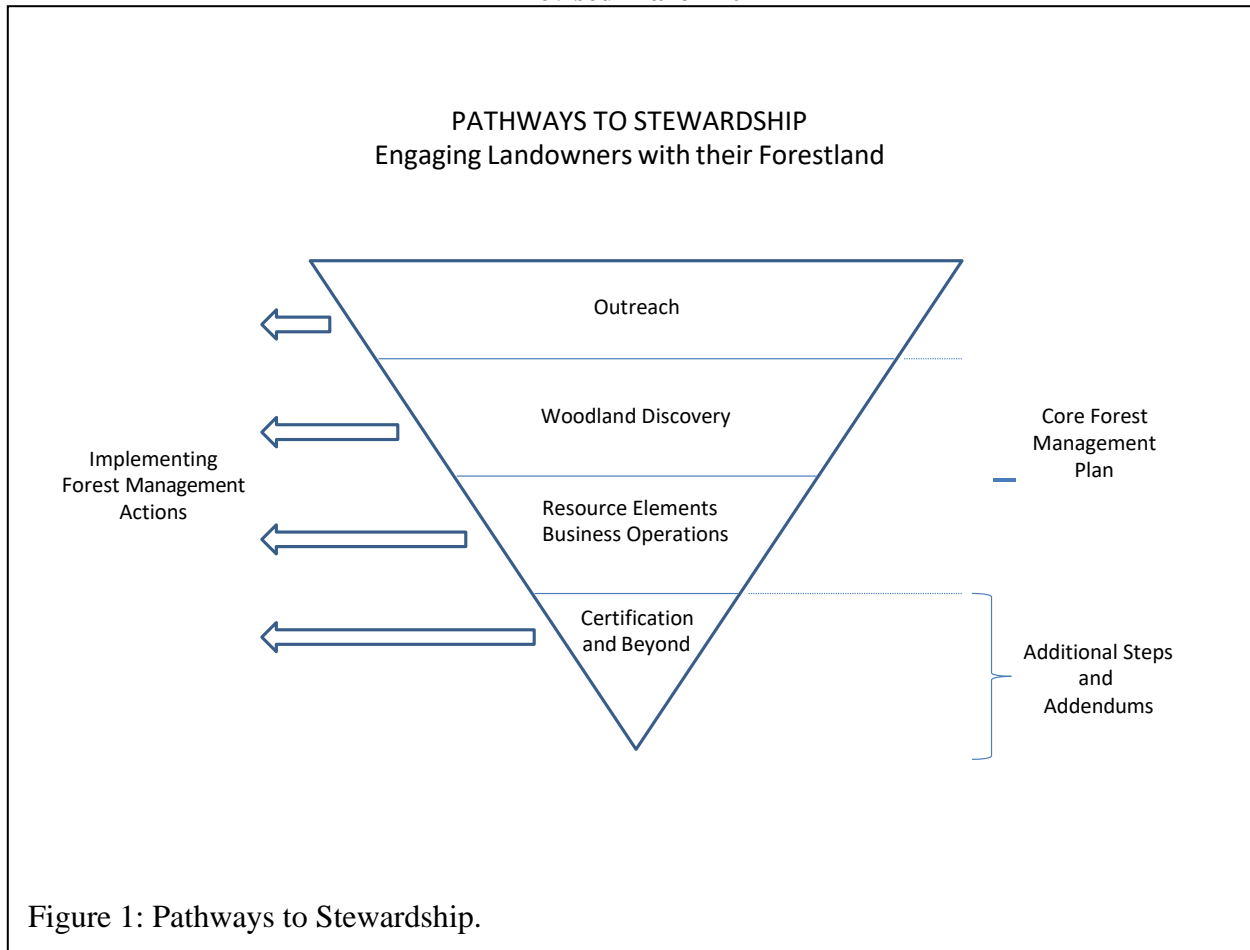 PATHWAYS TO STEWARDSHIP
Engaging Landowners with their Forestland
Outreach
Woodland Discovery
Core Forest
Management
Plan
Implementing
Forest Management
Actions
Resource Elements
Business Operations
Certification
and Beyond
Additional Steps
and
Addendums
Figure 1: Pathways to Stewardship.